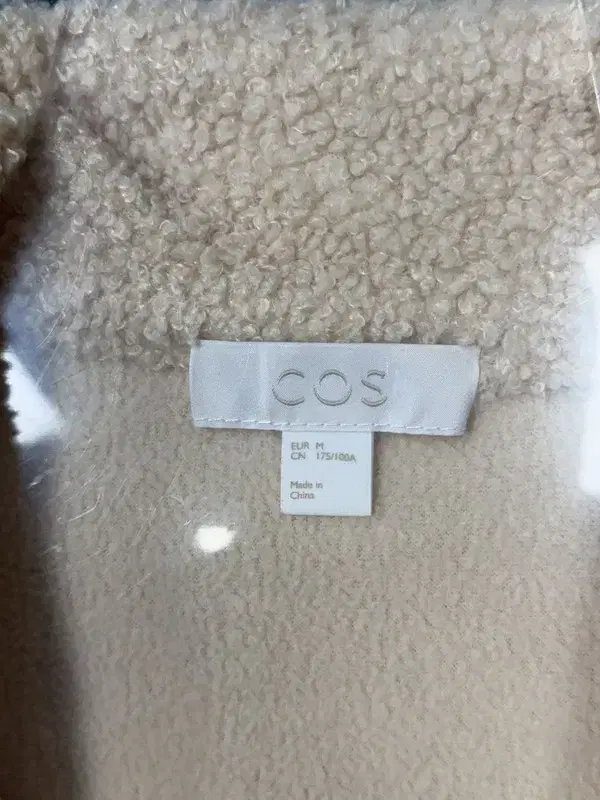 COS
EUR M
CN 175/100A
Made in
China